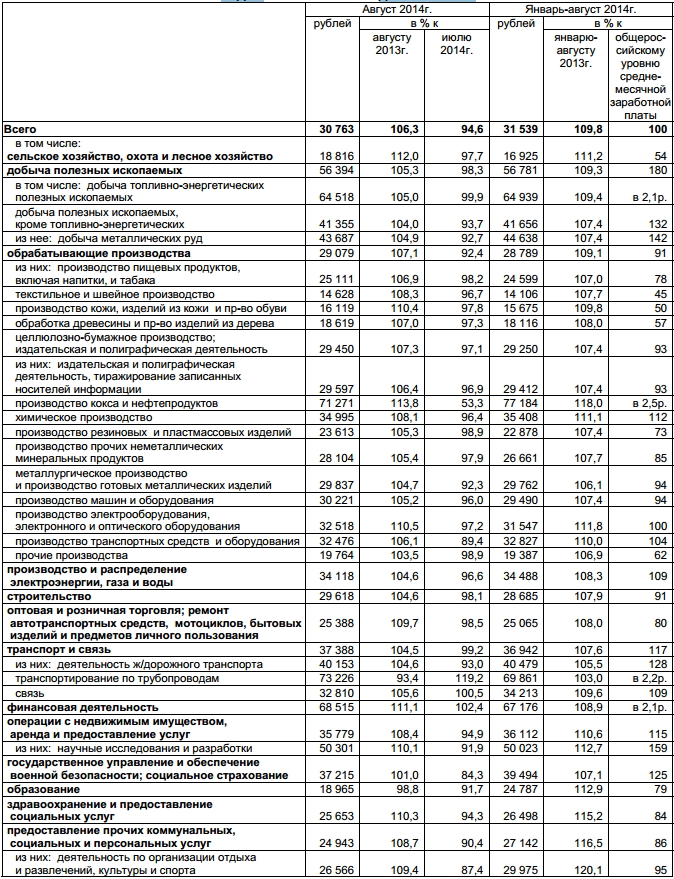 Август 2014г. Январь-август 2014г.
рублей в % к рублей в % к
августу 2013г. июлю 2014г. январю-августу 2013г. общерос-сийскому уровню средне-месячной заработной платы
Всего 30 763 106,3 94,6 31 539 109,8 100
в том числе:
сельское хозяйство, охота и лесное хозяйство 18 816 112,0 97,7 16 925 111,2 54
добыча полезных ископаемых 56 394 105,3 98,3 56 781 109,3 180
в том числе: добыча топливно-энергетических
полезных ископаемых 64 518 105,0 99,9 64 939 109,4 в 2,1р.
добыча полезных ископаемых,
кроме топливно-энергетических 41 355 104,0 93,7 41 656 107,4 132
из нее: добыча металлических руд 43 687 104,9 92,7 44 638 107,4 142
обрабатывающие производства 29 079 107,1 92,4 28 789 109,1 91
из них: производство пищевых продуктов,
включая напитки, и табака 25 111 106,9 98,2 24 599 107,0 78
текстильное и швейное производство 14 628 108,3 96,7 14 106 107,7 45
производство кожи, изделий из кожи и пр-во обуви 16 119 110,4 97,8 15 675 109,8 50
обработка древесины и пр-во изделий из дерева 18 619 107,0 97,3 18 116 108,0 57
целлюлозно-бумажное производство;
издательская и полиграфическая деятельность 29 450 107,3 97,1 29 250 107,4 93
из них: издательская и полиграфическая
деятельность, тиражирование записанных
носителей информации 29 597 106,4 96,9 29 412 107,4 93
производство кокса и нефтепродуктов 71 271 113,8 53,3 77 184 118,0 в 2,5р.
химическое производство 34 995 108,1 96,4 35 408 111,1 112
производство резиновых и пластмассовых изделий 23 613 105,3 98,9 22 878 107,4 73
производство прочих неметаллических
минеральных продуктов 28 104 105,4 97,9 26 661 107,7 85
металлургическое производство
и производство готовых металлических изделий 29 837 104,7 92,3 29 762 106,1 94
производство машин и оборудования 30 221 105,2 96,0 29 490 107,4 94
производство электрооборудования,
электронного и оптического оборудования 32 518 110,5 97,2 31 547 111,8 100
производство транспортных средств и оборудования 32 476 106,1 89,4 32 827 110,0 104
прочие производства 19 764 103,5 98,9 19 387 106,9 62
производство и распределение
электроэнергии, газа и воды 34 118 104,6 96,6 34 488 108,3 109
строительство 29 618 104,6 98,1 28 685 107,9 91
оптовая и розничная торговля; ремонт
автотранспортных средств, мотоциклов, бытовых
изделий и предметов личного пользования 25 388 109,7 98,5 25 065 108,0 80
транспорт и связь 37 388 104,5 99,2 36 942 107,6 117
из них: деятельность ж/дорожного транспорта 40 153 104,6 93,0 40 479 105,5 128
транспортирование по трубопроводам 73 226 93,4 119,2 69 861 103,0 в 2,2р.
связь 32 810 105,6 100,5 34 213 109,6 109
финансовая деятельность 68 515 111,1 102,4 67 176 108,9 в 2,1р.
операции с недвижимым имуществом,
аренда и предоставление услуг 35 779 108,4 94,9 36 112 110,6 115
из них: научные исследования и разработки 50 301 110,1 91,9 50 023 112,7 159
государственное управление и обеспечение
военной безопасности; социальное страхование 37 215 101,0 84,3 39 494 107,1 125
образование 18 965 98,8 91,7 24 787 112,9 79
здравоохранение и предоставление
социальных услуг 25 653 110,3 94,3 26 498 115,2 84
предоставление прочих коммунальных,
социальных и персональных услуг 24 943 108,7 90,4 27 142 116,5 86
из них: деятельность по организации отдыха
и развлечений, культуры и спорта 26 566 109,4 87,4 29 975 120,1 95